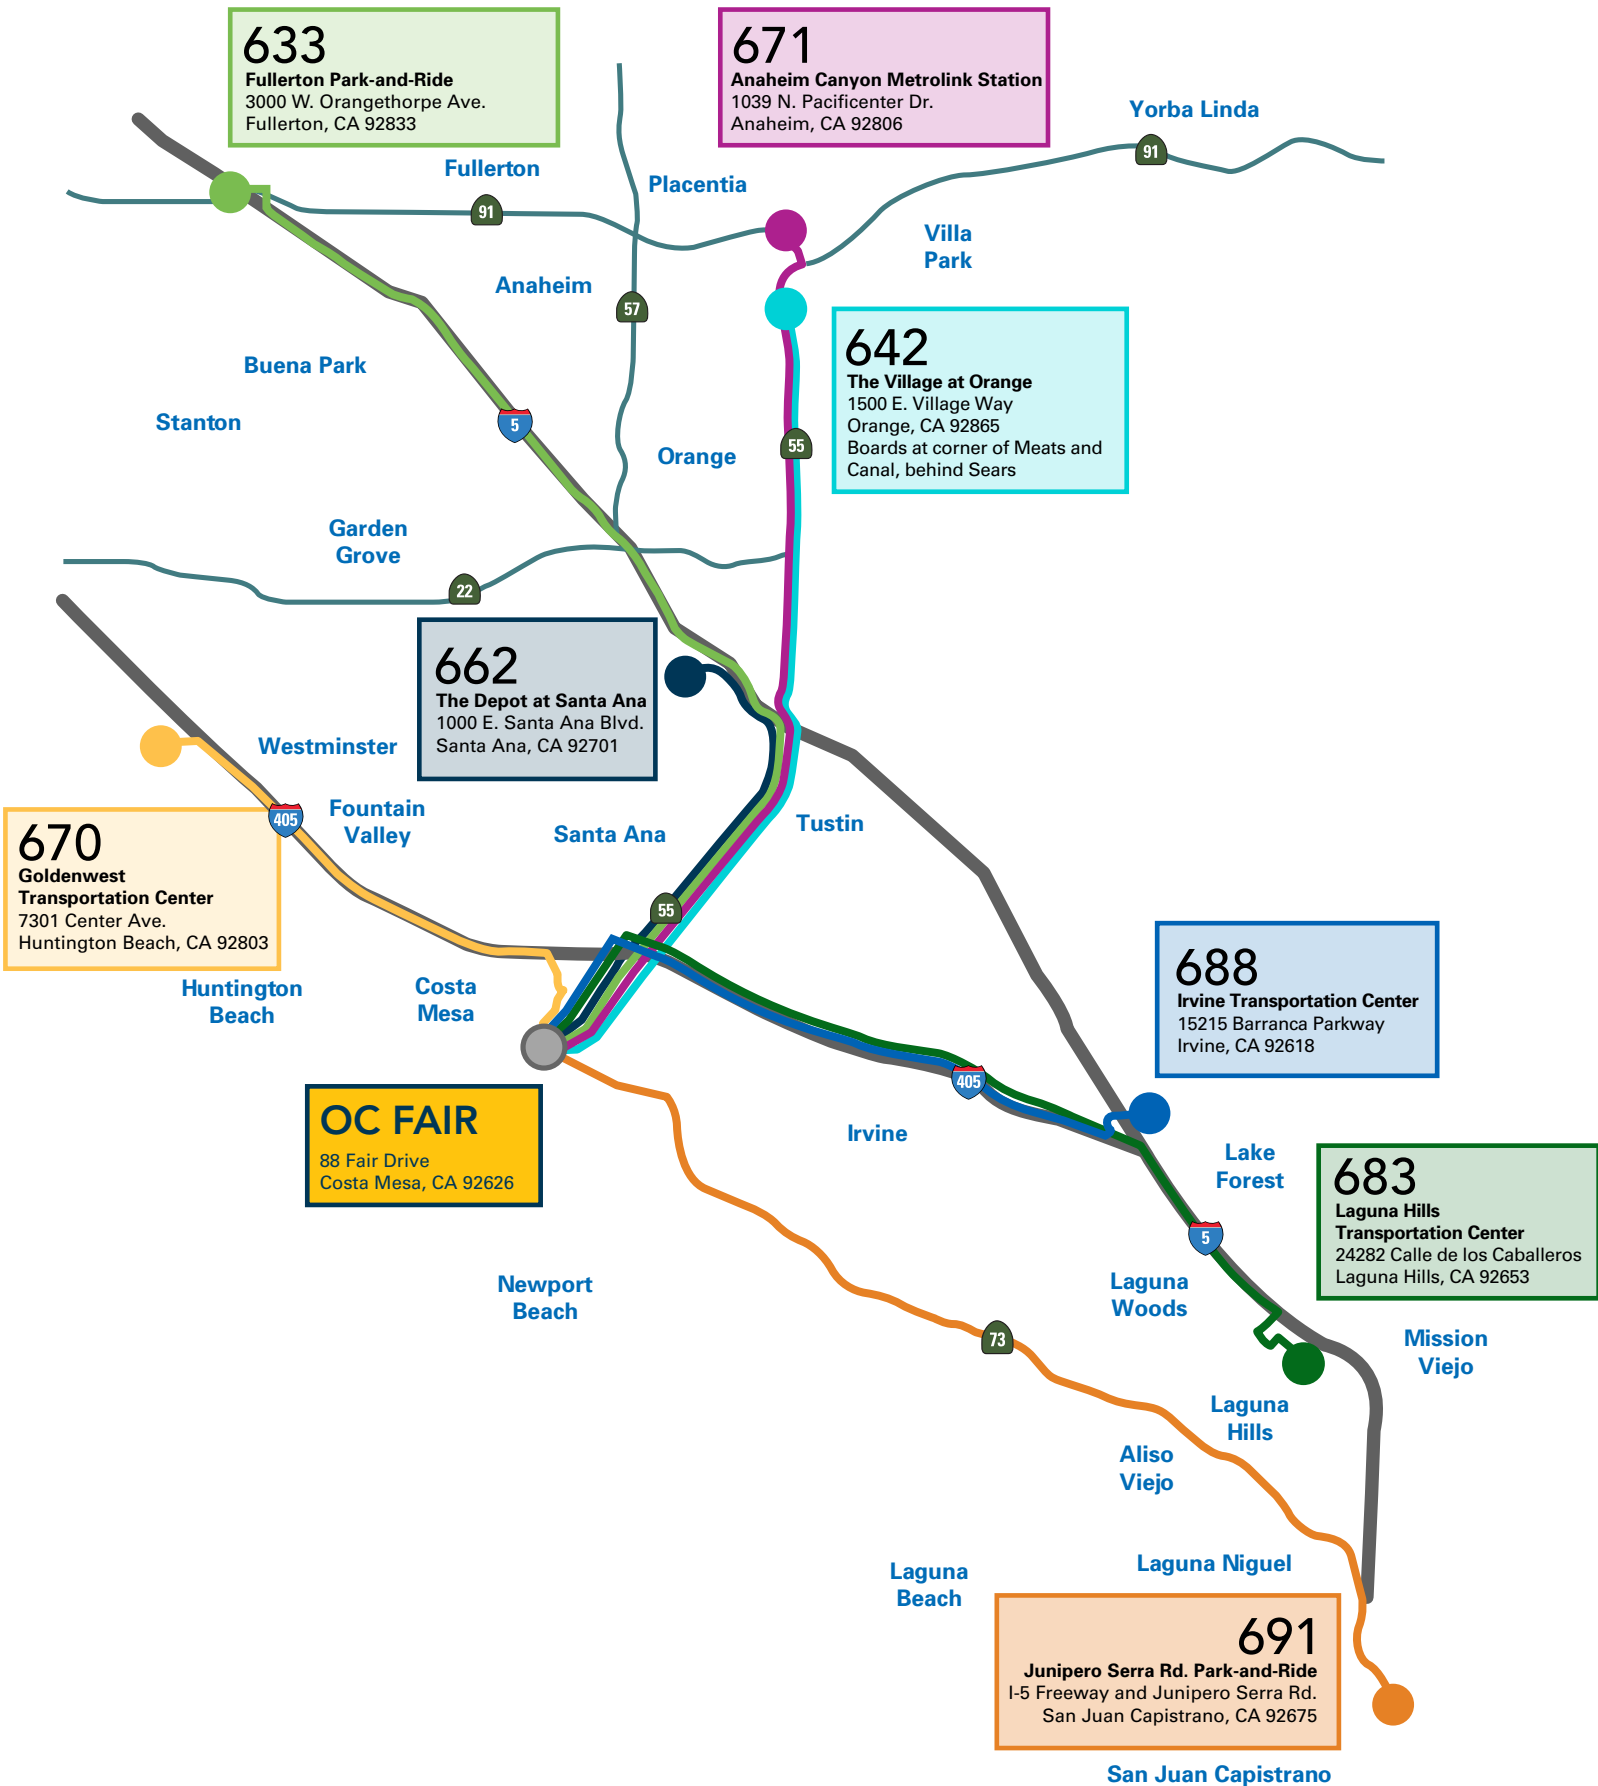 633
Fullerton Park-and-Ride
3000 W. Orangethorpe Ave.
Fullerton, CA 92833
671
Anaheim Canyon Metrolink Station
1039 N. Pacificenter Dr.
Anaheim, CA 92806
Yorba Linda
91
Fullerton
Placentia
91
Villa
Park
Anaheim
57
642
The Village at Orange
1500 E. Village Way
Orange, CA 92865
Boards at corner of Meats and
Canal, behind Sears
Buena Park
Stanton
5
Orange
55
Garden
Grove
22
662
The Depot at Santa Ana
1000 E. Santa Ana Blvd.
Santa Ana, CA 92701
Westminster
Fountain
Valley
405
Santa Ana
Tustin
670
Goldenwest
Transportation Center
7301 Center Ave.
Huntington Beach, CA 92803
55
Huntington
Beach
Costa
Mesa
688
Irvine Transportation Center
15215 Barranca Parkway
Irvine, CA 92618
405
OC FAIR
88 Fair Drive
Costa Mesa, CA 92626
Irvine
Lake
Forest
683
Laguna Hills
Transportation Center
24282 Calle de los Caballeros
Laguna Hills, CA 92653
5
Newport
Beach
Laguna
Woods
73
Mission
Viejo
Laguna
Hills
Aliso
Viejo
Laguna
Beach
Laguna Niguel
691
Junipero Serra Rd. Park-and-Ride
I-5 Freeway and Junipero Serra Rd.
San Juan Capistrano, CA 92675
San Juan Capistrano